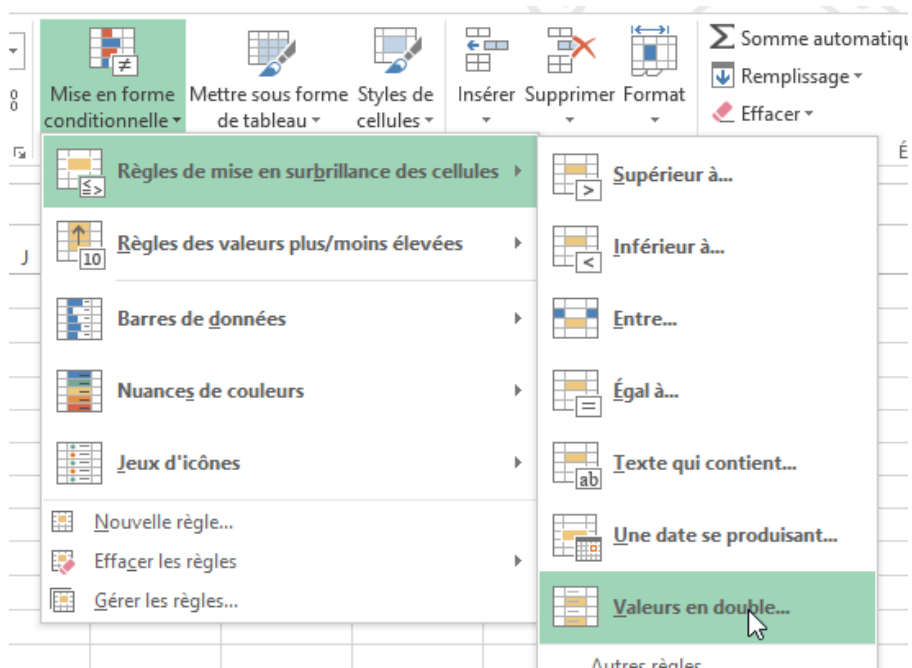 Mise en forme conditionnelle
Mettre sous forme de tableau
Styles de cellules
Insérer
Supprimer
Format
Somme automatiqu
Remplissage
Effacer
É
J
Règles de mise en surbrillance des cellules
Règles des valeurs plus/moins élevées
10
Barres de données
Nuances de couleurs
Jeux d'icônes
Nouvelle règle...
Effacer les règles
Gérer les règles...
Supérieur à...
>
Inférieur à...
<
Entre...
Égal à...
=
Texte qui contient...
ab
Une date se produisant...
Valeurs en double...
Autres règles